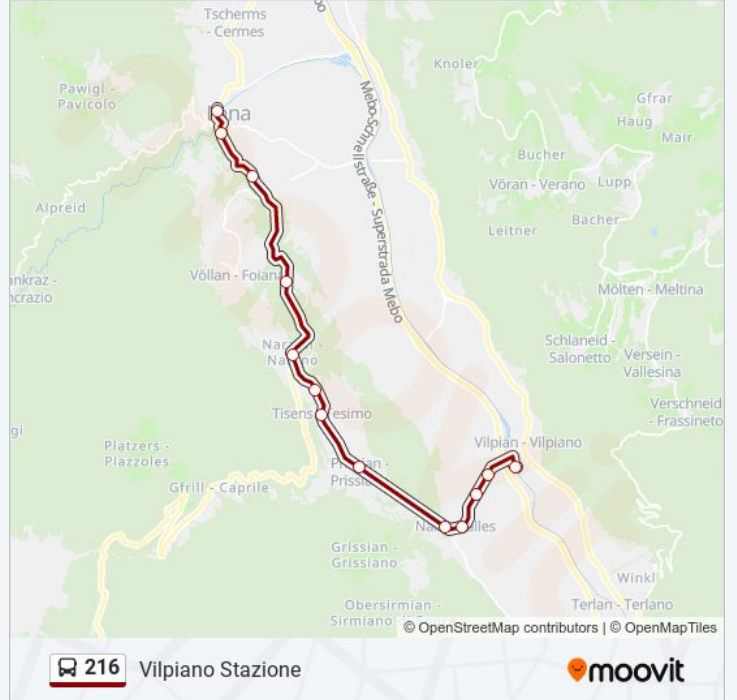 Tscherms
- Cermes
Knoler
Pawigl -
Pavicolo
Gfrar
Haug
Mair
Bucher
Vöran - Verano
Lupp
Alpreid
Bacher
Leitner
Mebo-Schnellstraße - Superstrada Mebo
Völlan - Foiana
Mölten - Meltina
Schlaneid -
Salonetto
Versein -
Vallesina
Verschneid
- Frassineto
Platzers -
Plazzoles
Vilpian - Vilpiano
Gfrill - Caprile
Grissian -
Grissiano
Winkl
Obersirmian -
Terlan - Terlano
© OpenStreetMap contributors | © OpenMapTiles
216 Vilpiano Stazione
moovit